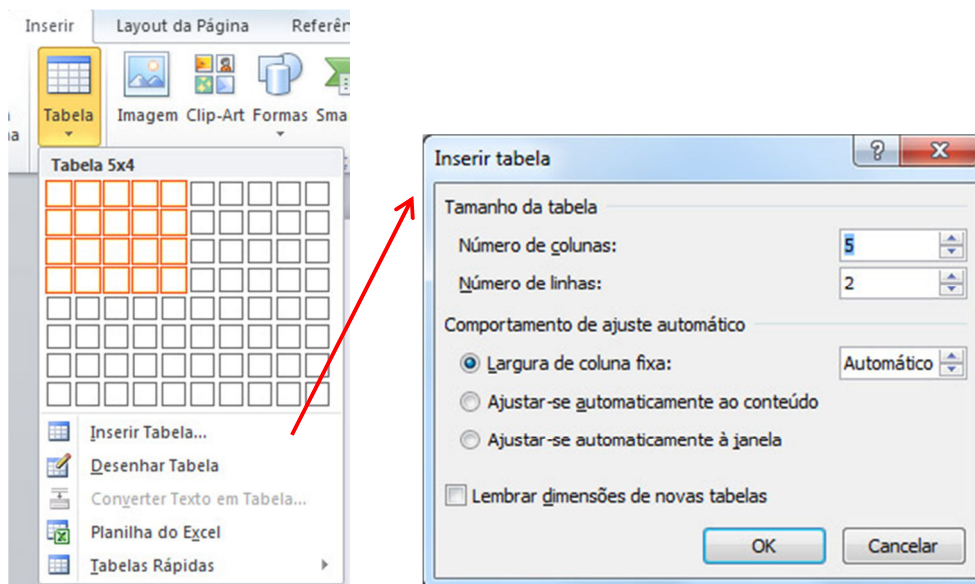 Inserir Layout da Página Referên
Tabela Imagem Clip-Art Formas Sma
Tabela 5x4
Inserir Tabela...
Desenhar Tabela
Converter Texto em Tabela...
Planilha do Excel
Tabelas Rápidas
Inserir tabela
Tamanho da tabela
Número de colunas: 5
Número de linhas: 2
Comportamento de ajuste automático
Largura de coluna fixa: Automático
Ajustar-se automaticamente ao conteúdo
Ajustar-se automaticamente à janela
Lembrar dimensões de novas tabelas
OK Cancelar